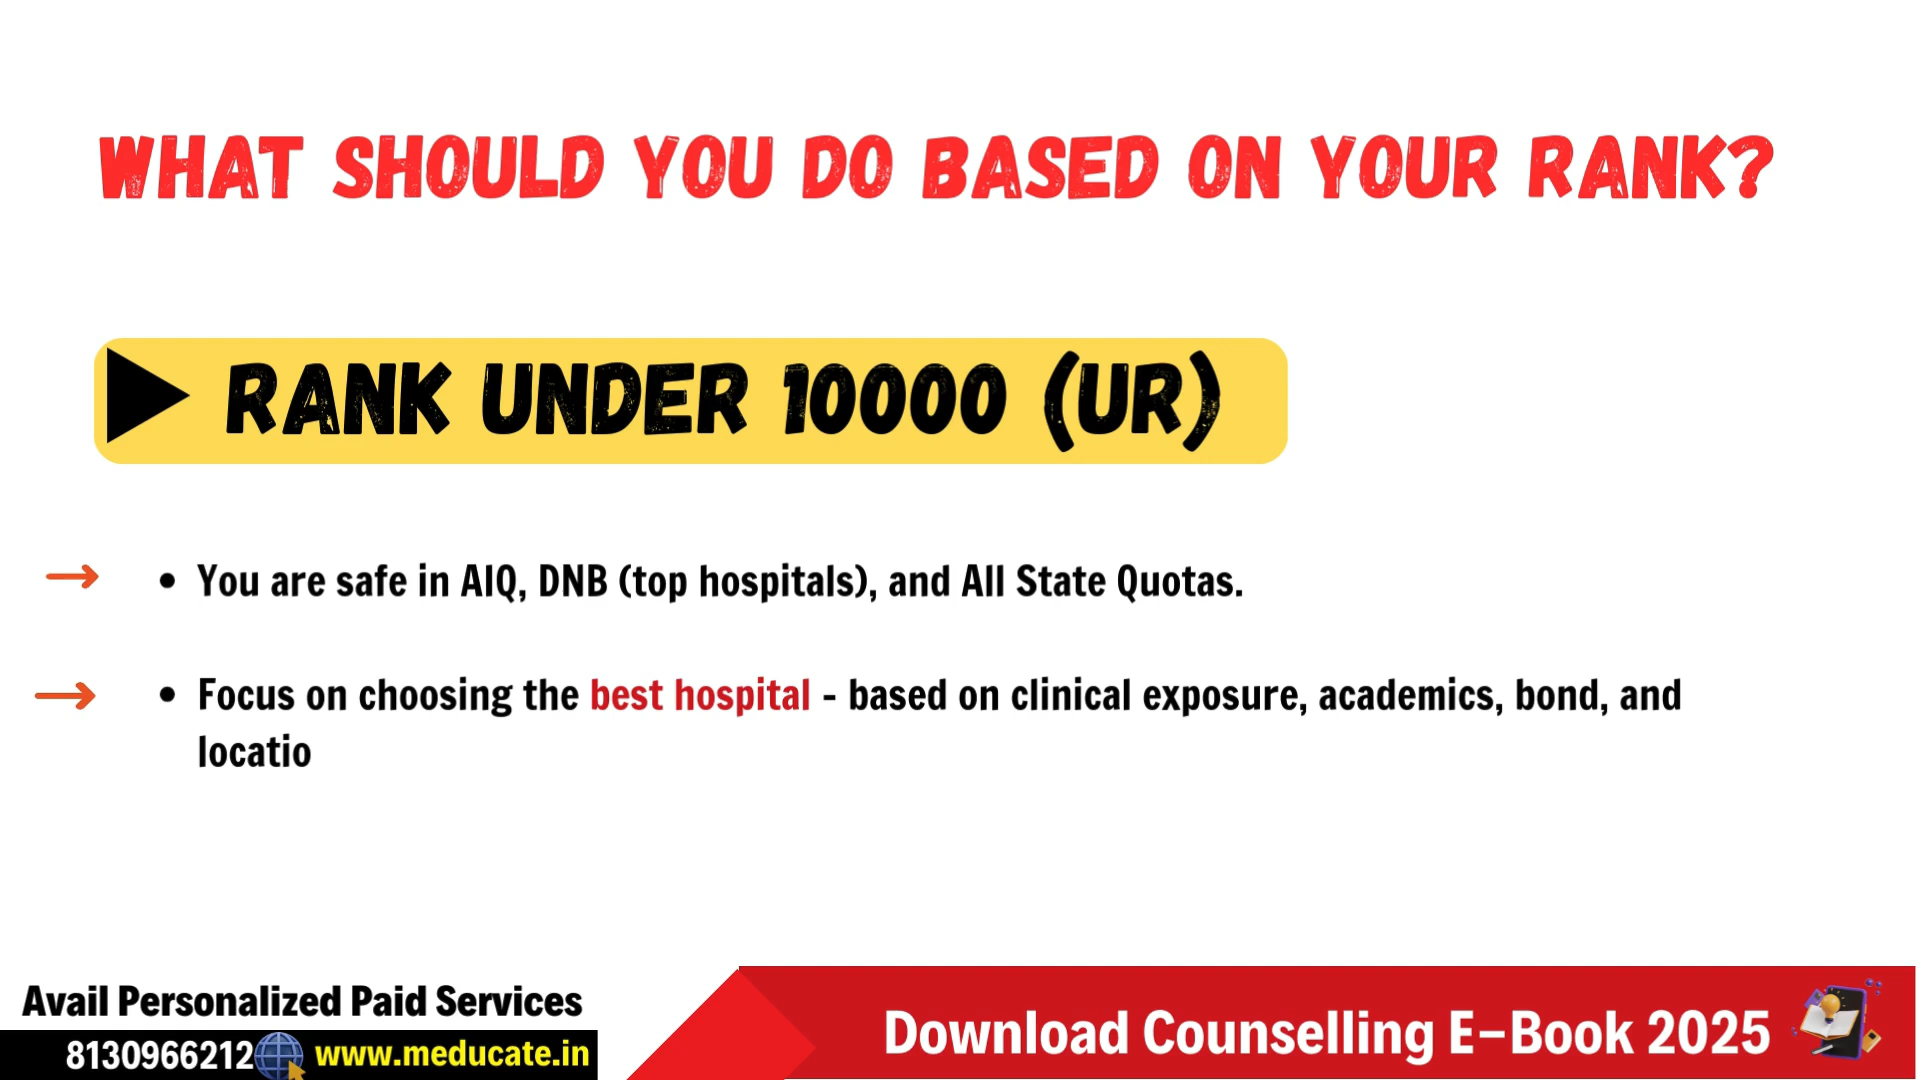 WHAT SHOULD YOU DO BASED ON YOUR RANK?
RANK UNDER 10000 (UR)
• You are safe in AIQ, DNB (top hospitals), and All State Quotas.
• Focus on choosing the best hospital - based on clinical exposure, academics, bond, and
locatio
Avail Personalized Paid Services
8130966212 www.meducate.in
Download Counselling E-Book 2025